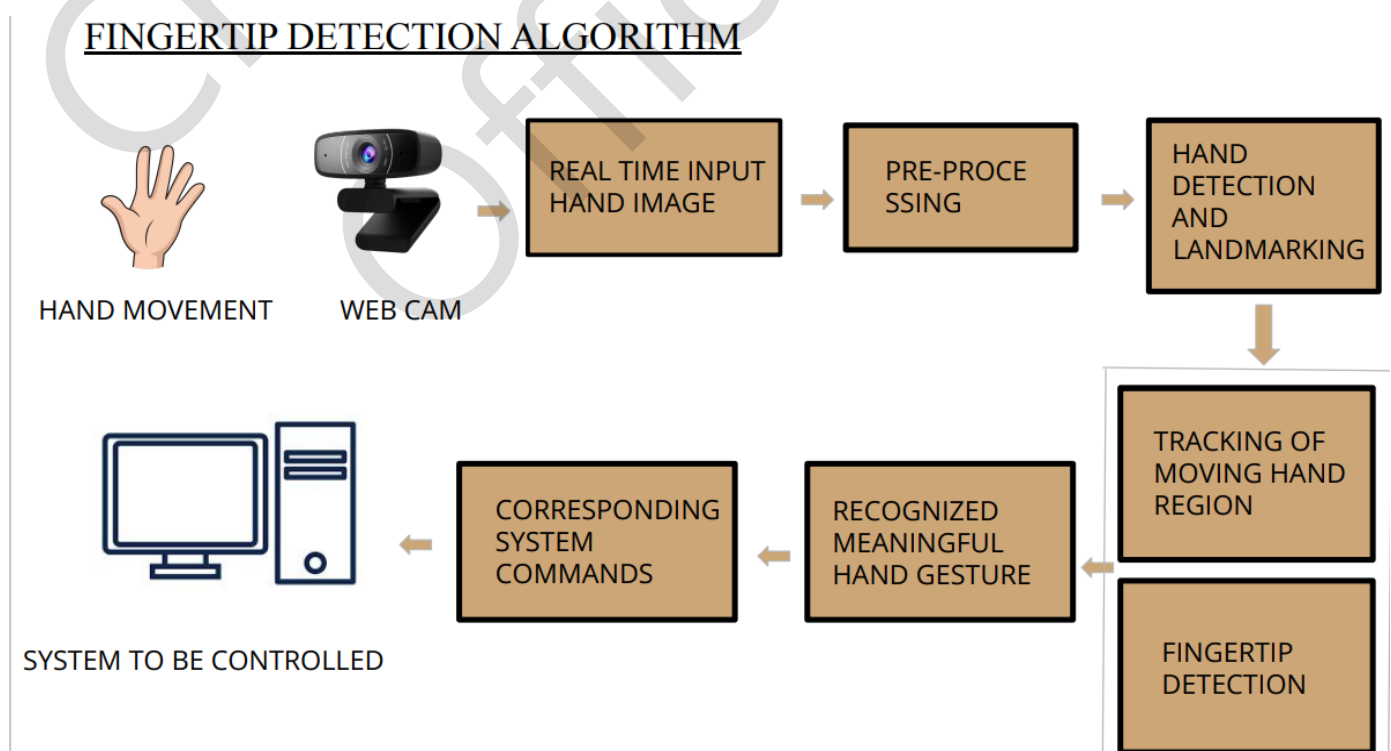 FINGERTIP DETECTION ALGORITHM
REAL TIME INPUT
HAND IMAGE
PRE-PROCE
SSING
HAND
DETECTION
AND
LANDMARKING
HAND MOVEMENT
WEB CAM
TRACKING OF
MOVING HAND
REGION
FINGERTIP
DETECTION
RECOGNIZED
MEANINGFUL
HAND GESTURE
CORRESPONDING
SYSTEM
COMMANDS
SYSTEM TO BE CONTROLLED